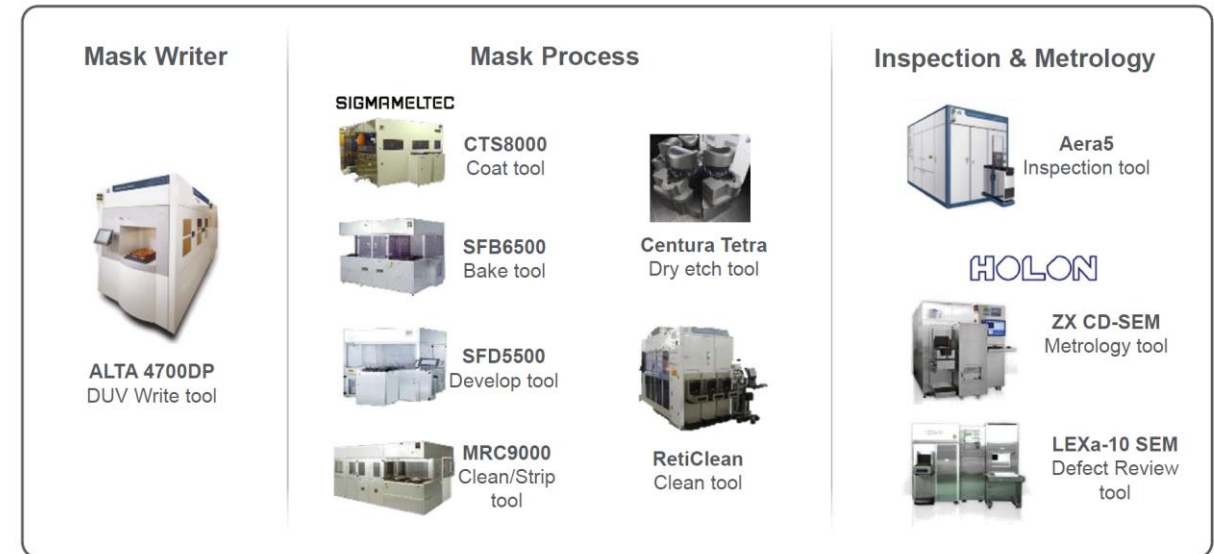 Mask Writer
ALTA 4700DP
DUV Write tool
Mask Process
SIGMAMELTEC
CTS8000
Coat tool
SFB6500
Bake tool
SFD5500
Develop tool
MRC9000
Clean/Strip
tool
Centura Tetra
Dry etch tool
RetiClean
Clean tool
Inspection & Metrology
Aera5
Inspection tool
HOLON
ZX CD-SEM
Metrology tool
LEXa-10 SEM
Defect Review
tool